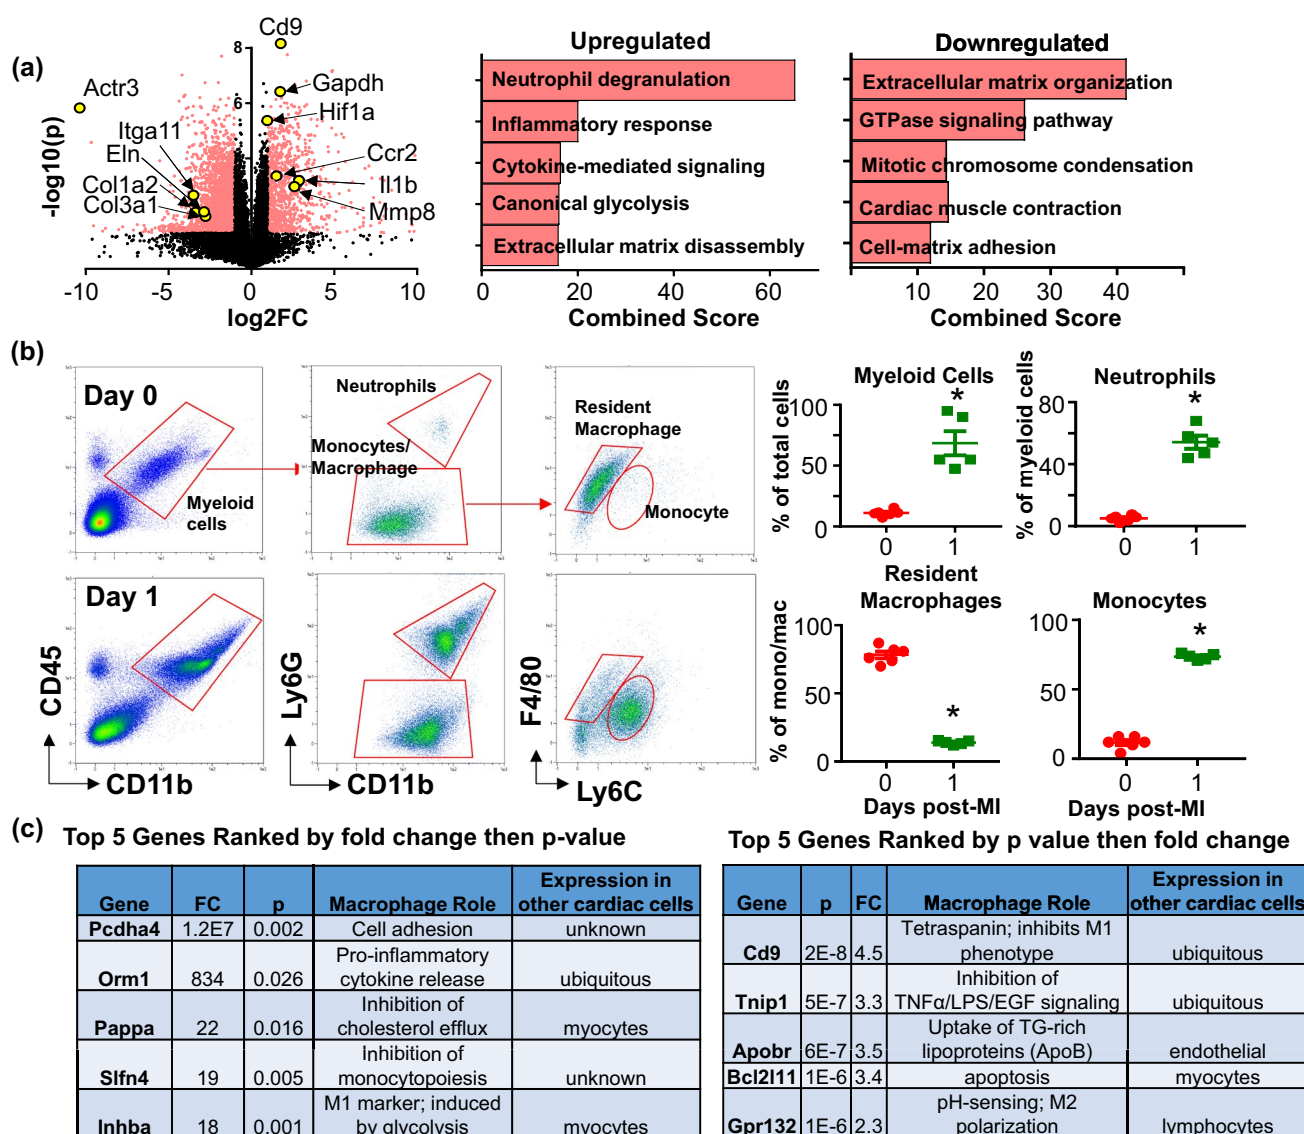 (a)
Cd9
Actr3
Gapdh
Hif1a
Itga11
Eln
Col1a2
Col3a1
Ccr2
Il1b
Mmp8
8
6
-log10(p)
-10 -5 0 5 10
log2FC
Upregulated
Neutrophil degranulation
Inflammatory response
Cytokine-mediated signaling
Canonical glycolysis
Extracellular matrix disassembly
0 20 40 60
Combined Score
Downregulated
Extracellular matrix organization
GTPase signaling pathway
Mitotic chromosome condensation
Cardiac muscle contraction
Cell-matrix adhesion
10 20 30 40
Combined Score
(b)
Day 0
Myeloid
cells
Neutrophils
Monocytes/
Macrophage
Resident
Macrophage
Monocyte
Day 1
CD45
CD11b
Ly6G
CD11b
F4/80
Ly6C
Myeloid Cells
% of total cells
100
50
0
*
0 1
Neutrophils
% of myeloid cells
80
40
0
*
0 1
Resident
Macrophages
% of mono/mac
100
50
0
*
0 1
Days post-MI
Monocytes
100
50
0
*
0 1
Days post-MI
(c)
Top 5 Genes Ranked by fold change then p-value
Expression in
Gene FC p Macrophage Role other cardiac cells
Pcdha4 1.2E7 0.002 Cell adhesion unknown
Pro-inflammatory
Orm1 834 0.026 cytokine release ubiquitous
Inhibition of
Pappa 22 0.016 cholesterol efflux myocytes
Inhibition of
Slfn4 19 0.005 monocytopoiesis unknown
M1 marker; induced
Inhba 18 0.001 by glycolysis myocytes
Top 5 Genes Ranked by p value then fold change
Expression in
Gene p FC Macrophage Role other cardiac cells
Tetraspanin; inhibits M1
Cd9 2E-8 4.5 phenotype ubiquitous
Inhibition of
Tnip1 5E-7 3.3 TNFα/LPS/EGF signaling ubiquitous
Uptake of TG-rich
Apobr 6E-7 3.5 lipoproteins (ApoB) endothelial
Bcl2l11 1E-6 3.4 apoptosis myocytes
pH-sensing; M2
Gpr132 1E-6 2.3 polarization lymphocytes